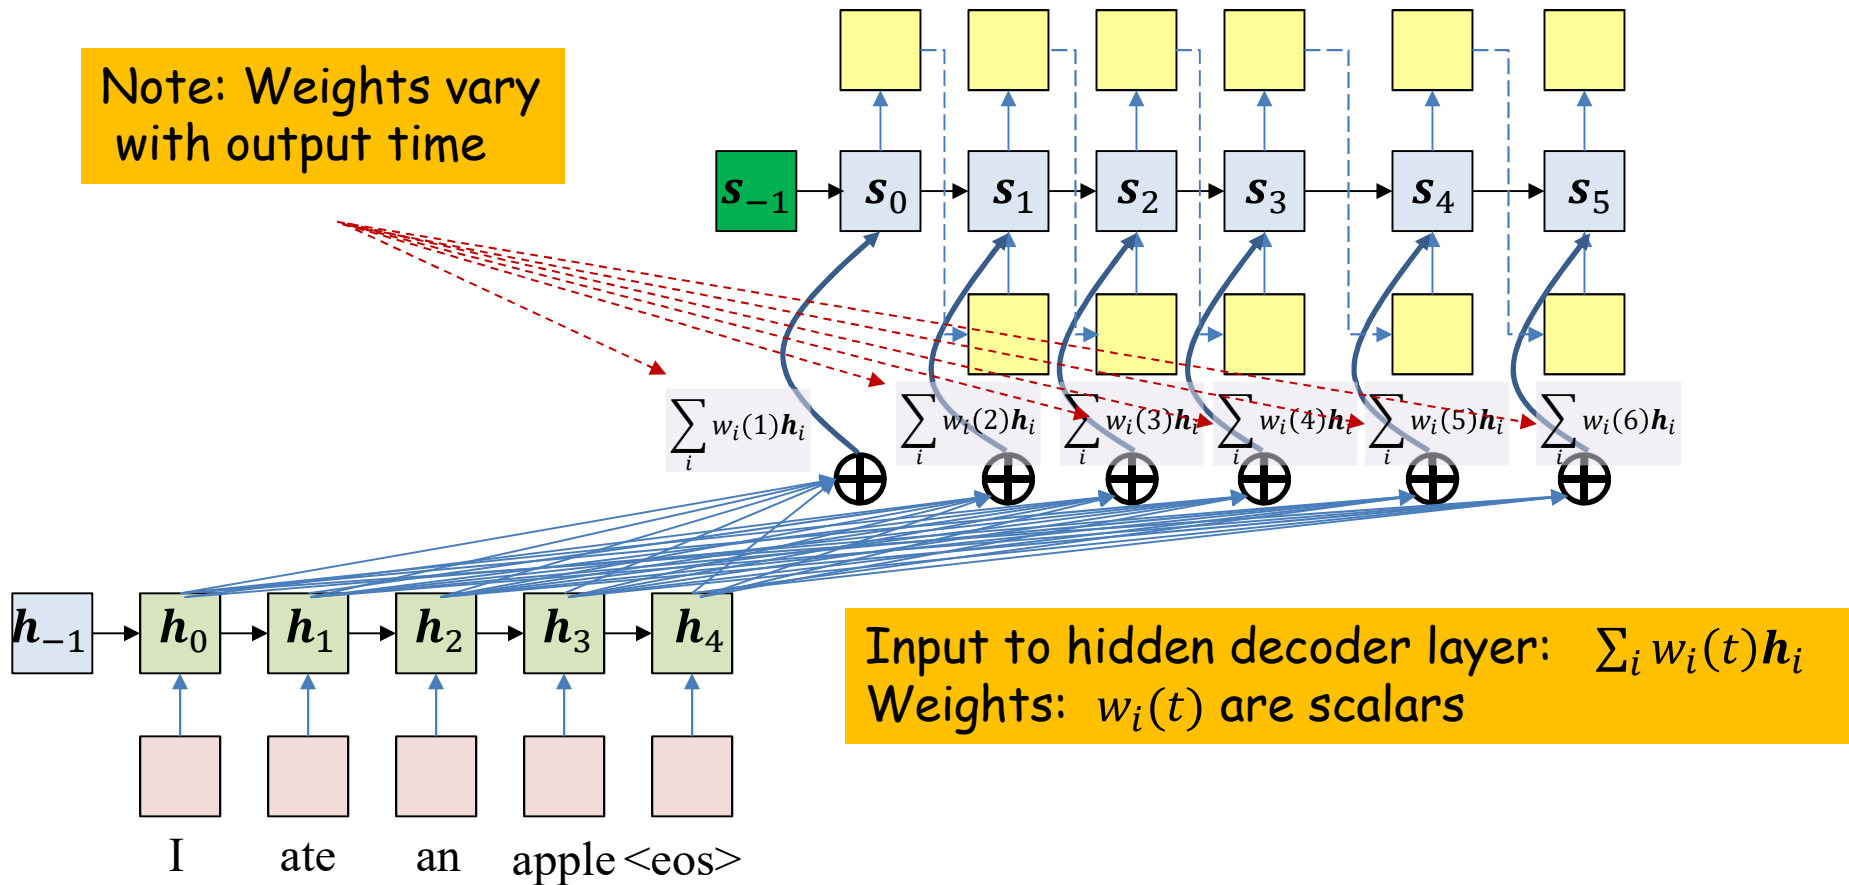 Note: Weights vary
with output time
s₋₁ s₀ s₁ s₂ s₃ s₄ s₅
∑ᵢ wᵢ(1)hᵢ ∑ᵢ wᵢ(2)hᵢ ∑ᵢ wᵢ(3)hᵢ ∑ᵢ wᵢ(4)hᵢ ∑ᵢ wᵢ(5)hᵢ ∑ᵢ wᵢ(6)hᵢ
h₋₁ h₀ h₁ h₂ h₃ h₄
Input to hidden decoder layer: ∑ᵢ wᵢ(t)hᵢ
Weights: wᵢ(t) are scalars
I ate an apple <eos>